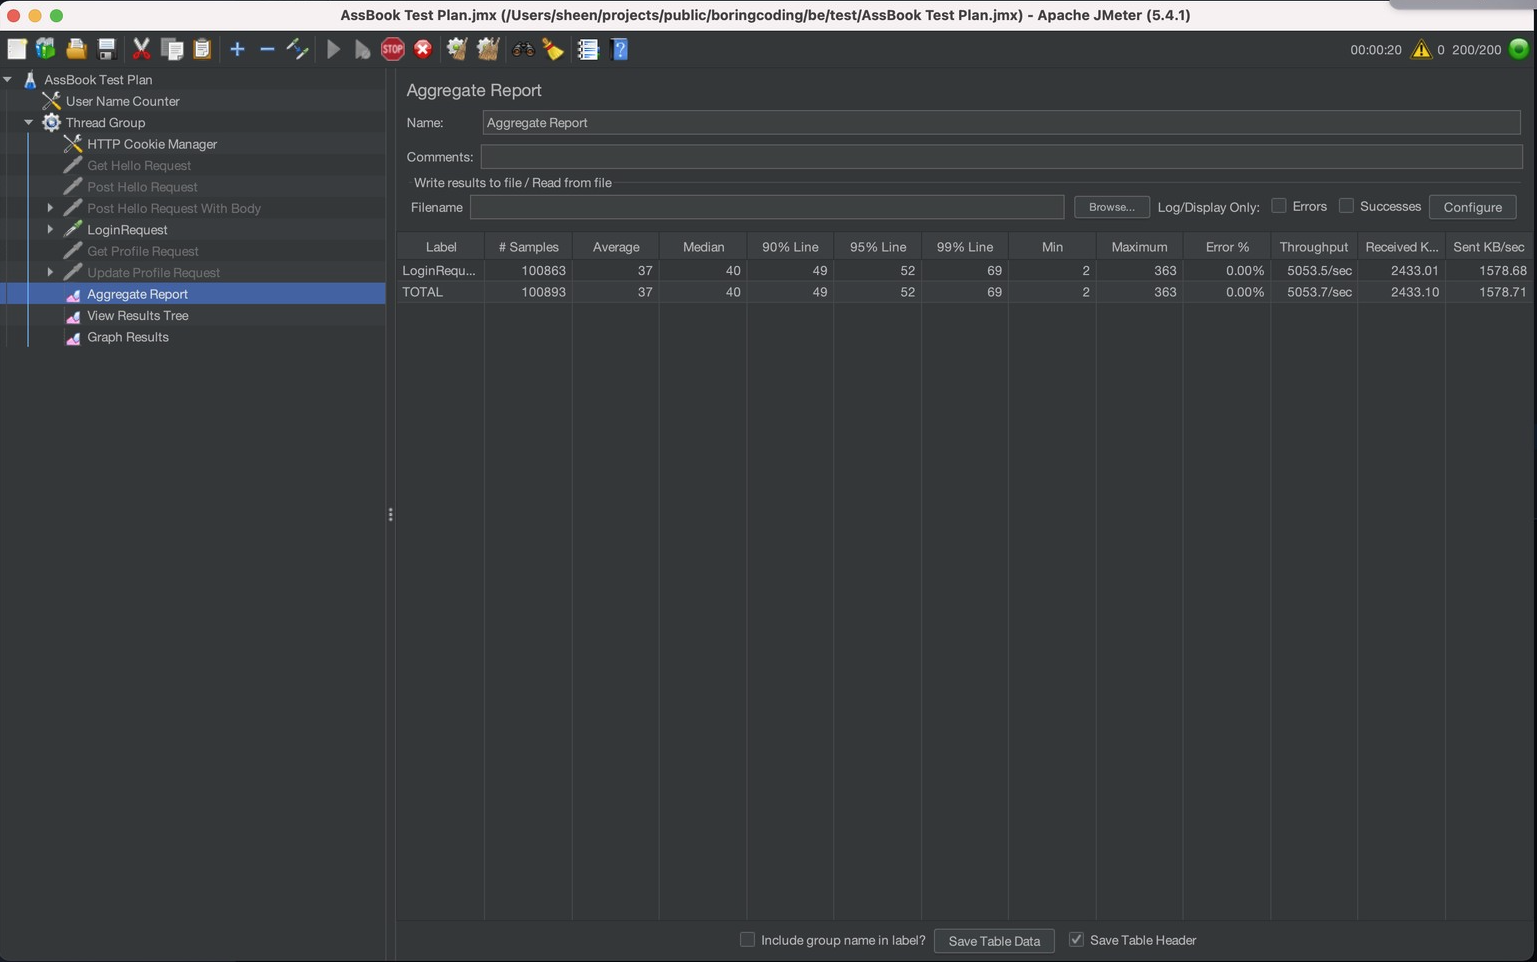 AssBook Test Plan.jmx (/Users/sheen/projects/public/boringcoding/be/test/AssBook Test Plan.jmx) - Apache JMeter (5.4.1)
STOP
00:00:20 0 200/200
AssBook Test Plan
User Name Counter
Thread Group
HTTP Cookie Manager
Get Hello Request
Post Hello Request
Post Hello Request With Body
LoginRequest
Get Profile Request
Update Profile Request
Aggregate Report
View Results Tree
Graph Results
Aggregate Report
Name: Aggregate Report
Comments:
Write results to file / Read from file
Filename Browse... Log/Display Only: Errors Successes Configure
Label # Samples Average Median 90% Line 95% Line 99% Line Min Maximum Error % Throughput Received K... Sent KB/sec
LoginRequ... 100863 37 40 49 52 69 2 363 0.00% 5053.5/sec 2433.01 1578.68
TOTAL 100893 37 40 49 52 69 2 363 0.00% 5053.7/sec 2433.10 1578.71
Include group name in label? Save Table Data Save Table Header